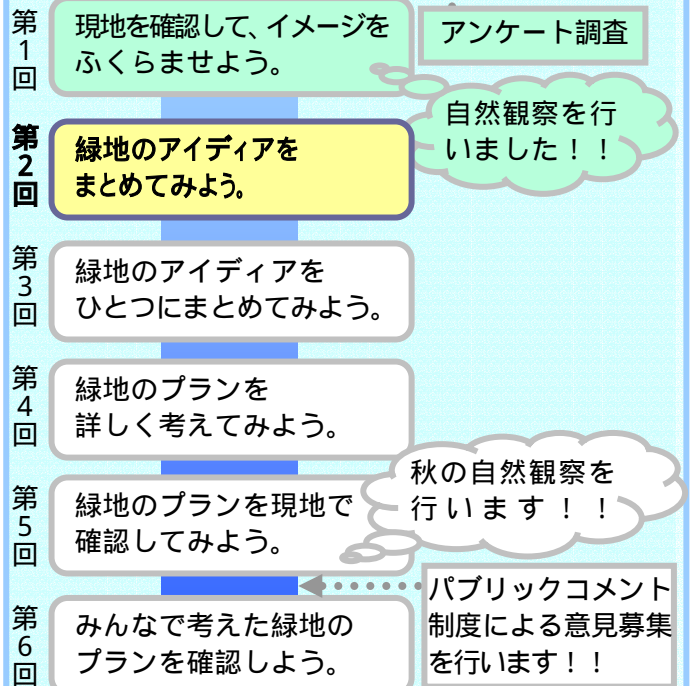 第1回
現地を確認して、イメージを
ふくらませよう。
アンケート調査
自然観察を行
いました！！
第2回
緑地のアイディアを
まとめてみよう。
第3回
緑地のアイディアを
ひとつにまとめてみよう。
第4回
緑地のプランを
詳しく考えてみよう。
第5回
緑地のプランを現地で
確認してみよう。
秋の自然観察を
行います！！
パブリックコメント
制度による意見募集
を行います！！
第6回
みんなで考えた緑地の
プランを確認しよう。